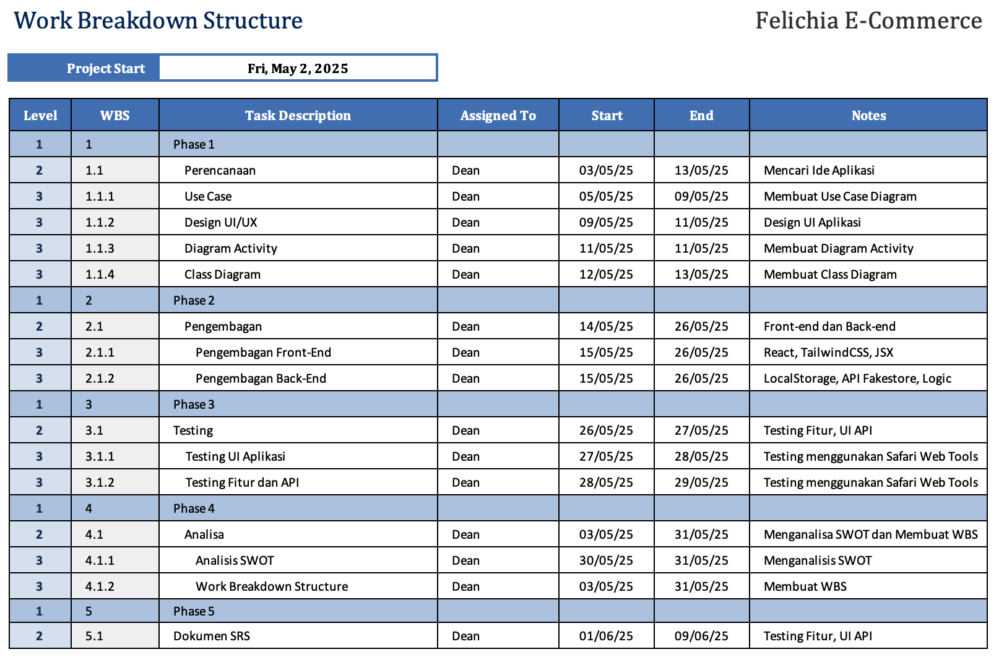 Work Breakdown Structure Felichia E-Commerce
Project Start Fri, May 2, 2025
Level WBS Task Description Assigned To Start End Notes
1 1 Phase 1
2 1.1 Perencanaan Dean 03/05/25 13/05/25 Mencari Ide Aplikasi
3 1.1.1 Use Case Dean 05/05/25 09/05/25 Membuat Use Case Diagram
3 1.1.2 Design UI/UX Dean 09/05/25 11/05/25 Design UI Aplikasi
3 1.1.3 Diagram Activity Dean 11/05/25 11/05/25 Membuat Diagram Activity
3 1.1.4 Class Diagram Dean 12/05/25 13/05/25 Membuat Class Diagram
1 2 Phase 2
2 2.1 Pengembagan Dean 14/05/25 26/05/25 Front-end dan Back-end
3 2.1.1 Pengembagan Front-End Dean 15/05/25 26/05/25 React, TailwindCSS, JSX
3 2.1.2 Pengembagan Back-End Dean 15/05/25 26/05/25 LocalStorage, API Fakestore, Logic
1 3 Phase 3
2 3.1 Testing Dean 26/05/25 27/05/25 Testing Fitur, UI API
3 3.1.1 Testing UI Aplikasi Dean 27/05/25 28/05/25 Testing menggunakan Safari Web Tools
3 3.1.2 Testing Fitur dan API Dean 28/05/25 29/05/25 Testing menggunakan Safari Web Tools
1 4 Phase 4
2 4.1 Analisa Dean 03/05/25 31/05/25 Menganalisa SWOT dan Membuat WBS
3 4.1.1 Analisis SWOT Dean 30/05/25 31/05/25 Menganalisis SWOT
3 4.1.2 Work Breakdown Structure Dean 03/05/25 31/05/25 Membuat WBS
1 5 Phase 5
2 5.1 Dokumen SRS Dean 01/06/25 09/06/25 Testing Fitur, UI API